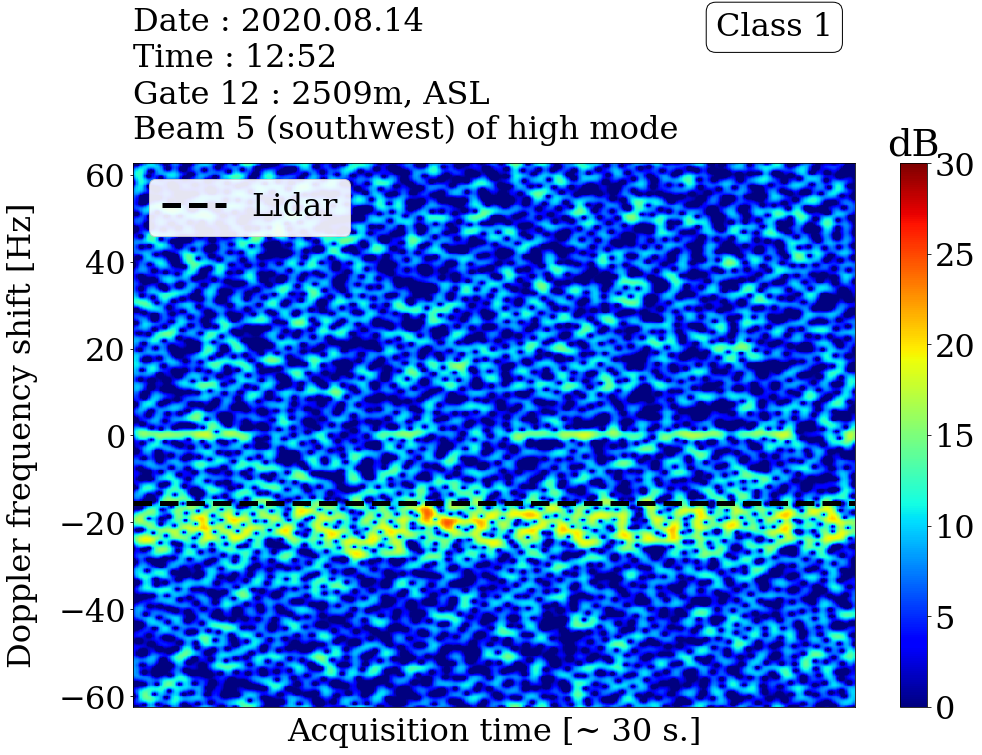 Date : 2020.08.14
Class 1
Time : 12:52
Gate 12 : 2509m, ASL
Beam 5 (southwest) of high mode
dB
Lidar
60
40
20
0
−20
−40
−60
Doppler frequency shift [Hz]
Acquisition time [~ 30 s.]
30
25
20
15
10
5
0